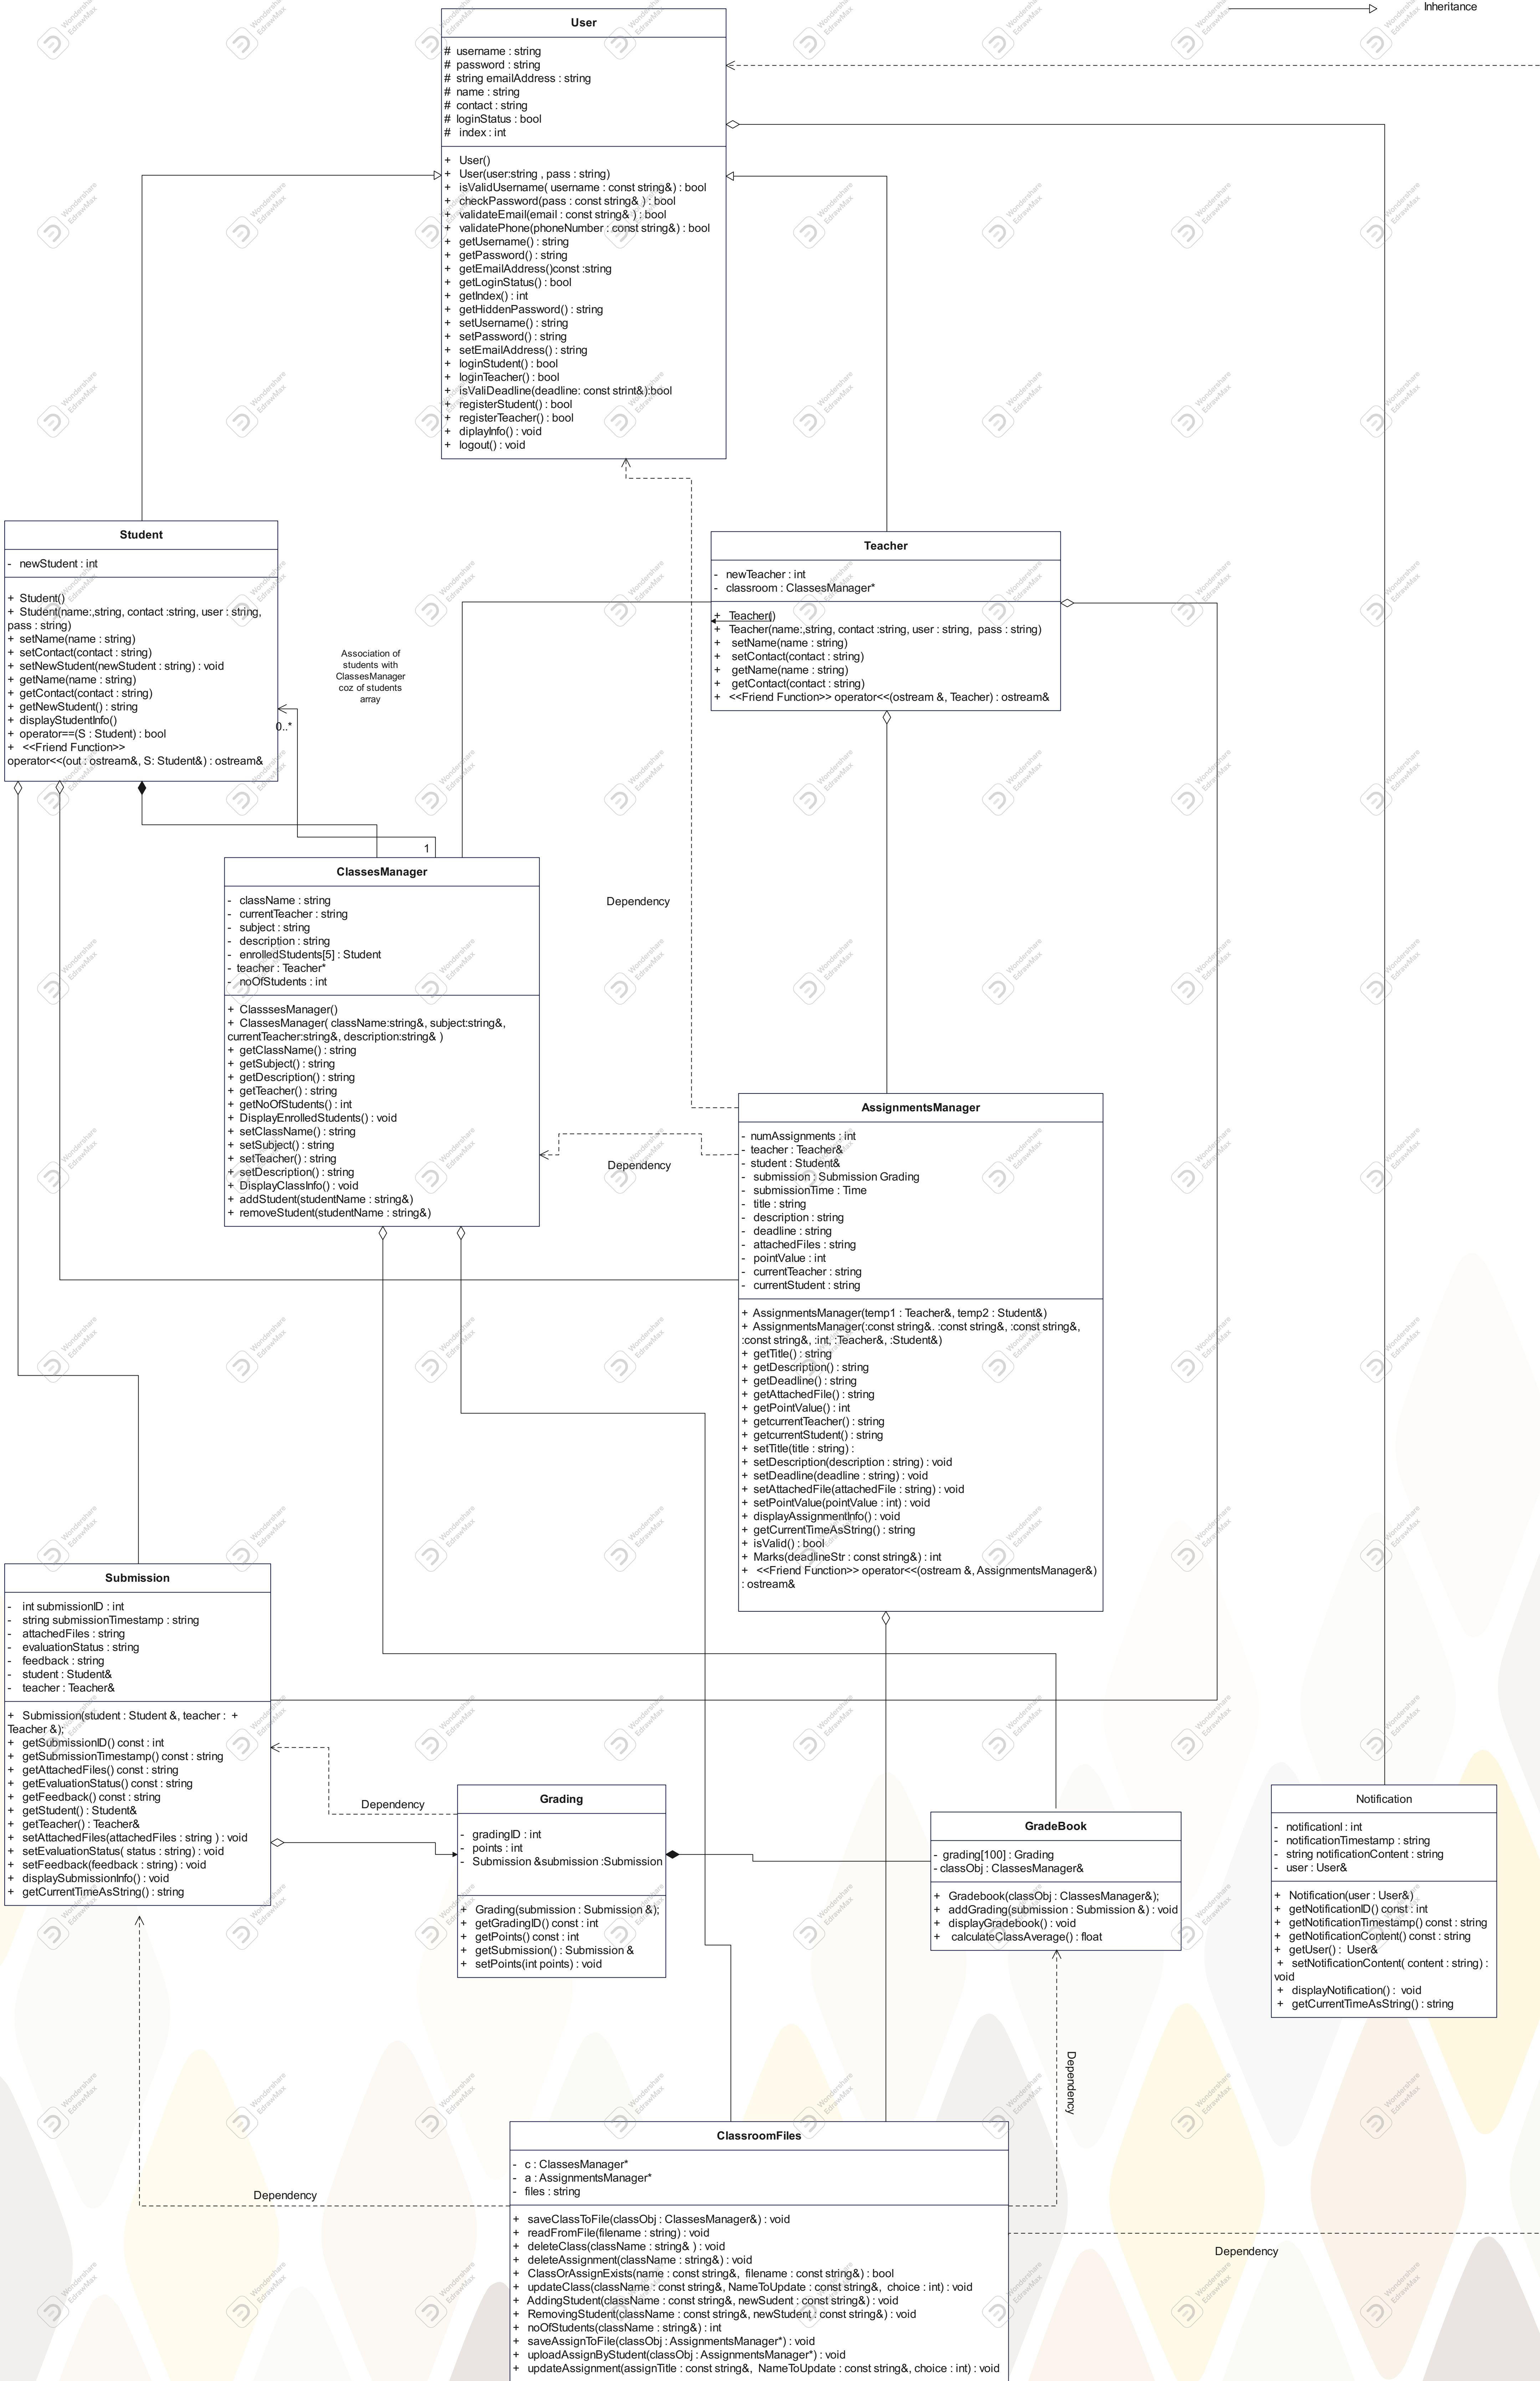 Inheritance
User
# username : string
# password : string
# string emailAddress : string
# name : string
# contact : string
# loginStatus : bool
# index : int
+ User()
+ User(user:string , pass : string)
+ isValidUsername( username : const string&) : bool
+ checkPassword(pass : const string& ) : bool
+ validateEmail(email : const string& ) : bool
+ validatePhone(phoneNumber : const string&) : bool
+ getUsername() : string
+ getPassword() : string
+ getEmailAddress()const :string
+ getLoginStatus() : bool
+ getIndex() : int
+ getHiddenPassword() : string
+ setUsername() : string
+ setPassword() : string
+ setEmailAddress() : string
+ loginStudent() : bool
+ loginTeacher() : bool
+ isValiDeadline(deadline: const strint&):bool
+ registerStudent() : bool
+ registerTeacher() : bool
+ diplayInfo() : void
+ logout() : void
Student
- newStudent : int
+ Student()
+ Student(name:,string, contact :string, user : string,
pass : string)
+ setName(name : string)
+ setContact(contact : string)
+ setNewStudent(newStudent : string) : void
+ getName(name : string)
+ getContact(contact : string)
+ getNewStudent() : string
+ displayStudentInfo()
+ operator==(S : Student) : bool
+ <<Friend Function>>
operator<<(out : ostream&, S: Student&) : ostream&
Association of
students with
ClassesManager
coz of students
array
0..*
1
Teacher
- newTeacher : int
- classroom : ClassesManager*
+ Teacher()
+ Teacher(name:,string, contact :string, user : string, pass : string)
+ setName(name : string)
+ setContact(contact : string)
+ getName(name : string)
+ getContact(contact : string)
+ <<Friend Function>> operator<<(ostream &, Teacher) : ostream&
ClassesManager
- className : string
- currentTeacher : string
- subject : string
- description : string
- enrolledStudents[5] : Student
- teacher : Teacher*
- noOfStudents : int
+ ClasssesManager()
+ ClassesManager( className:string&, subject:string&,
currentTeacher:string&, description:string& )
+ getClassName() : string
+ getSubject() : string
+ getDescription() : string
+ getTeacher() : string
+ getNoOfStudents() : int
+ DisplayEnrolledStudents() : void
+ setClassName() : string
+ setSubject() : string
+ setTeacher() : string
+ setDescription() : string
+ DisplayClassInfo() : void
+ addStudent(studentName : string&)
+ removeStudent(studentName : string&)
Dependency
Dependency
AssignmentsManager
- numAssignments : int
- teacher : Teacher&
- student : Student&
- submission : Submission Grading
- submissionTime : Time
- title : string
- description : string
- deadline : string
- attachedFiles : string
- pointValue : int
- currentTeacher : string
- currentStudent : string
+ AssignmentsManager(temp1 : Teacher&, temp2 : Student&)
+ AssignmentsManager(:const string&. :const string&, :const string&,
:const string&, :int, :Teacher&, :Student&)
+ getTitle() : string
+ getDescription() : string
+ getDeadline() : string
+ getAttachedFile() : string
+ getPointValue() : int
+ getcurrentTeacher() : string
+ getcurrentStudent() : string
+ setTitle(title : string) :
+ setDescription(description : string) : void
+ setDeadline(deadline : string) : void
+ setAttachedFile(attachedFile : string) : void
+ setPointValue(pointValue : int) : void
+ displayAssignmentInfo() : void
+ getCurrentTimeAsString() : string
+ isValid() : bool
+ Marks(deadlineStr : const string&) : int
+ <<Friend Function>> operator<<(ostream &, AssignmentsManager&)
: ostream&
Submission
- int submissionID : int
- string submissionTimestamp : string
- attachedFiles : string
- evaluationStatus : string
- feedback : string
- student : Student&
- teacher : Teacher&
+ Submission(student : Student &, teacher : +
Teacher &);
+ getSubmissionID() const : int
+ getSubmissionTimestamp() const : string
+ getAttachedFiles() const : string
+ getEvaluationStatus() const : string
+ getFeedback() const : string
+ getStudent() : Student&
+ getTeacher() : Teacher&
+ setAttachedFiles(attachedFiles : string ) : void
+ setEvaluationStatus( status : string) : void
+ setFeedback(feedback : string) : void
+ displaySubmissionInfo() : void
+ getCurrentTimeAsString() : string
Dependency
Grading
- gradingID : int
- points : int
- Submission &submission :Submission
+ Grading(submission : Submission &);
+ getGradingID() const : int
+ getPoints() const : int
+ getSubmission() : Submission &
+ setPoints(int points) : void
GradeBook
- grading[100] : Grading
- classObj : ClassesManager&
+ Gradebook(classObj : ClassesManager&);
+ addGrading(submission : Submission &) : void
+ displayGradebook() : void
+ calculateClassAverage() : float
Notification
- notificationI : int
- notificationTimestamp : string
- string notificationContent : string
- user : User&
+ Notification(user : User&)
+ getNotificationID() const : int
+ getNotificationTimestamp() const : string
+ getNotificationContent() const : string
+ getUser() : User&
+ setNotificationContent( content : string) :
void
+ displayNotification() : void
+ getCurrentTimeAsString() : string
Dependency
Dependency
Dependency
ClassroomFiles
- c : ClassesManager*
- a : AssignmentsManager*
- files : string
+ saveClassToFile(classObj : ClassesManager&) : void
+ readFromFile(filename : string) : void
+ deleteClass(className : string& ) : void
+ deleteAssignment(className : string&) : void
+ ClassOrAssignExists(name : const string&, filename : const string&) : bool
+ updateClass(className : const string&, NameToUpdate : const string&, choice : int) : void
+ AddingStudent(className : const string&, newSudent : const string&) : void
+ RemovingStudent(className : const string&, newStudent : const string&) : void
+ noOfStudents(className : string&) : int
+ saveAssignToFile(classObj : AssignmentsManager*) : void
+ uploadAssignByStudent(classObj : AssignmentsManager*) : void
+ updateAssignment(assignTitle : const string&, NameToUpdate : const string&, choice : int) : void
Wondershare
EdrawMax